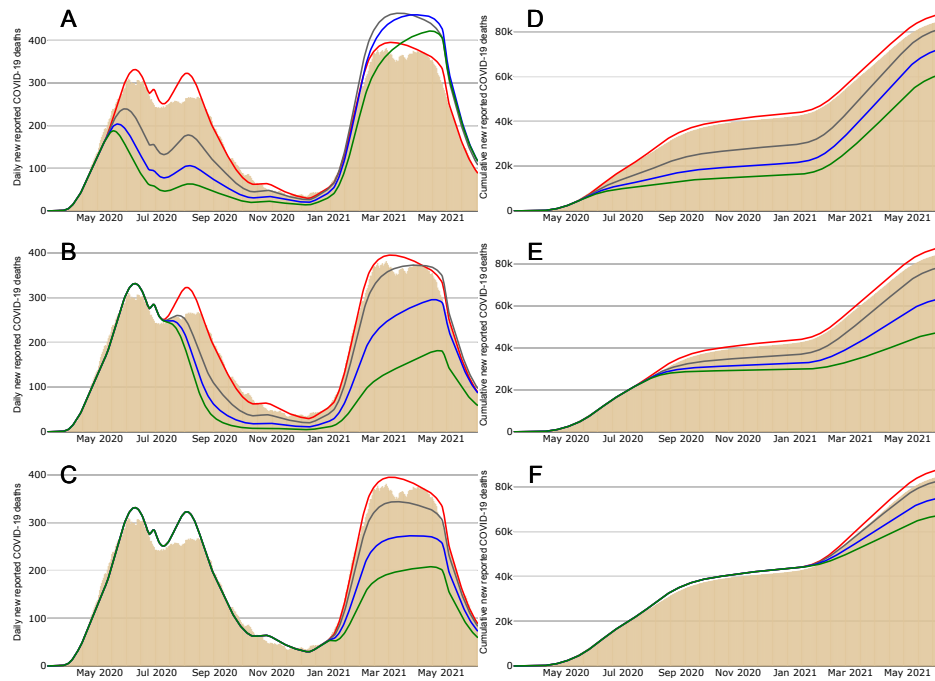 A
Daily new reported COVID-19 deaths
400
300
200
100
0
May 2020 Jul 2020 Sep 2020 Nov 2020 Jan 2021 Mar 2021 May 2021
D
Cumulative new reported COVID-19 deaths
80k
60k
40k
20k
0
May 2020 Jul 2020 Sep 2020 Nov 2020 Jan 2021 Mar 2021 May 2021
B
Daily new reported COVID-19 deaths
400
300
200
100
0
May 2020 Jul 2020 Sep 2020 Nov 2020 Jan 2021 Mar 2021 May 2021
E
Cumulative new reported COVID-19 deaths
80k
60k
40k
20k
0
May 2020 Jul 2020 Sep 2020 Nov 2020 Jan 2021 Mar 2021 May 2021
C
Daily new reported COVID-19 deaths
400
300
200
100
0
May 2020 Jul 2020 Sep 2020 Nov 2020 Jan 2021 Mar 2021 May 2021
F
Cumulative new reported COVID-19 deaths
80k
60k
40k
20k
0
May 2020 Jul 2020 Sep 2020 Nov 2020 Jan 2021 Mar 2021 May 2021